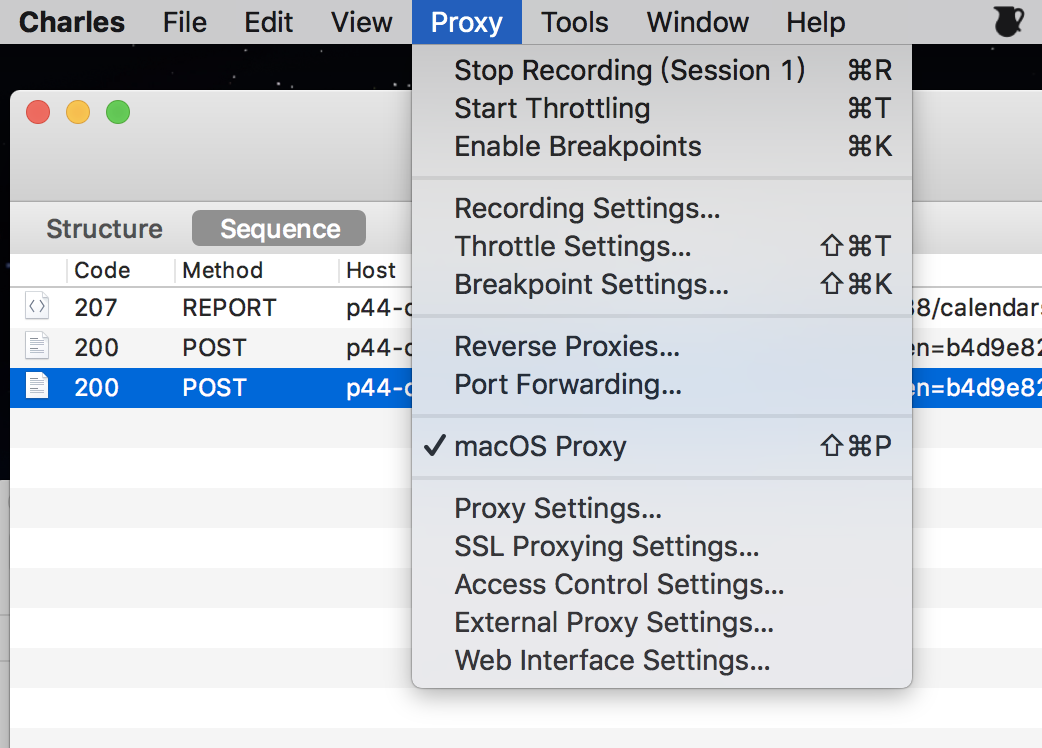 Charles File Edit View Proxy Tools Window Help
Stop Recording (Session 1) ⌘R
Start Throttling ⌘T
Enable Breakpoints ⌘K
Recording Settings...
Throttle Settings... ⇧⌘T
Breakpoint Settings... ⇧⌘K
Reverse Proxies...
Port Forwarding...
✓ macOS Proxy ⇧⌘P
Proxy Settings...
SSL Proxying Settings...
Access Control Settings...
External Proxy Settings...
Web Interface Settings...
Structure Sequence
Code Method Host
207 REPORT p44-c 38/calendars
200 POST p44-c en=b4d9e82
200 POST p44-c en=b4d9e82